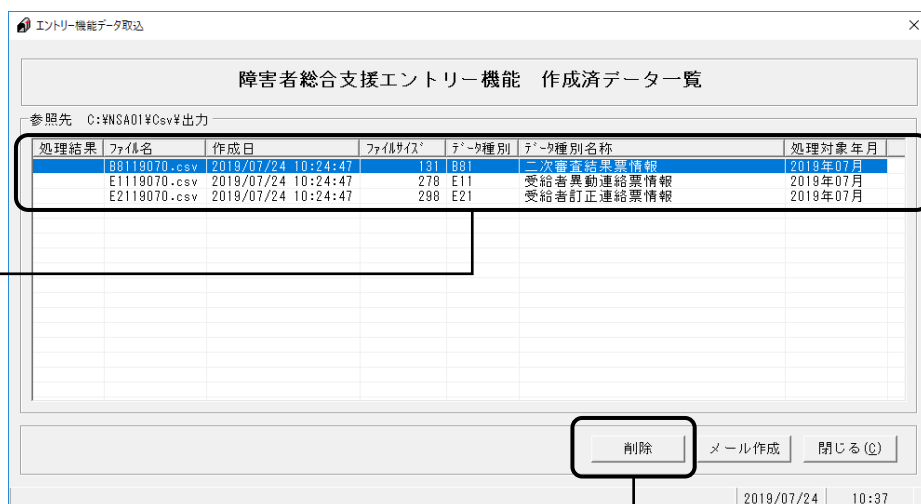 エントリー機能データ取込
障害者総合支援エントリー機能 作成済データ一覧
参照先 C:¥NSA01¥Csv¥出力
処理結果 ファイル名 作成日 ファイルサイズ データ種別 データ種別名称 処理対象年月
B8119070.csv 2019/07/24 10:24:47 131 B81 二次審査結果票情報 2019年07月
E1119070.csv 2019/07/24 10:24:47 278 E11 受給者異動連絡票情報 2019年07月
E2119070.csv 2019/07/24 10:24:47 298 E21 受給者訂正連絡票情報 2019年07月
削除 メール作成 閉じる(C)
2019/07/24 10:37